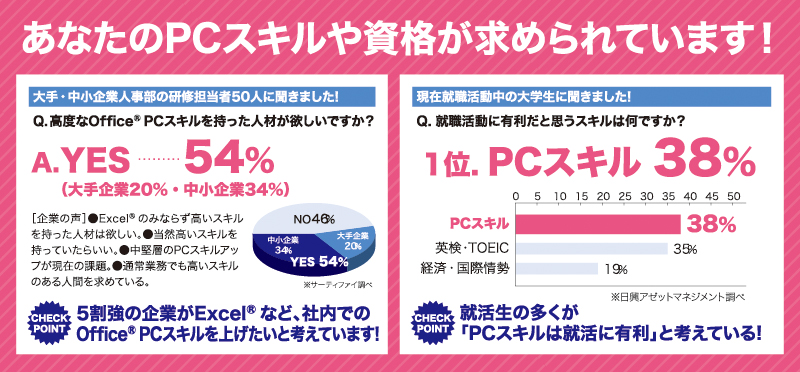 あなたのPCスキルや資格が求められています!
大手・中小企業人事部の研修担当者50人に聞きました!
Q.高度なOffice® PCスキルを持った人材が欲しいですか?
A.YES ……… 54%
(大手企業20%・中小企業34%)
[企業の声]●Excel® のみならず高いスキル
を持った人材は欲しい。●当然高いスキルを
持っていたらいい。●中堅層のPCスキルアッ
プが現在の課題。●通常業務でも高いスキル
のある人間を求めている。
NO46%
中小企業
34%
大手企業
20%
YES 54%
※サーティファイ調べ
CHECK
POINT
5割強の企業がExcel® など、社内での
Office® PCスキルを上げたいと考えています!
現在就職活動中の大学生に聞きました!
Q. 就職活動に有利だと思うスキルは何ですか?
1位. PCスキル 38%
0 5 10 15 20 25 30 35 40 45 50
PCスキル 38%
英検・TOEIC 35%
経済・国際情勢 19%
※日興アゼットマネジメント調べ
CHECK
POINT
就活生の多くが
「PCスキルは就活に有利」と考えている!